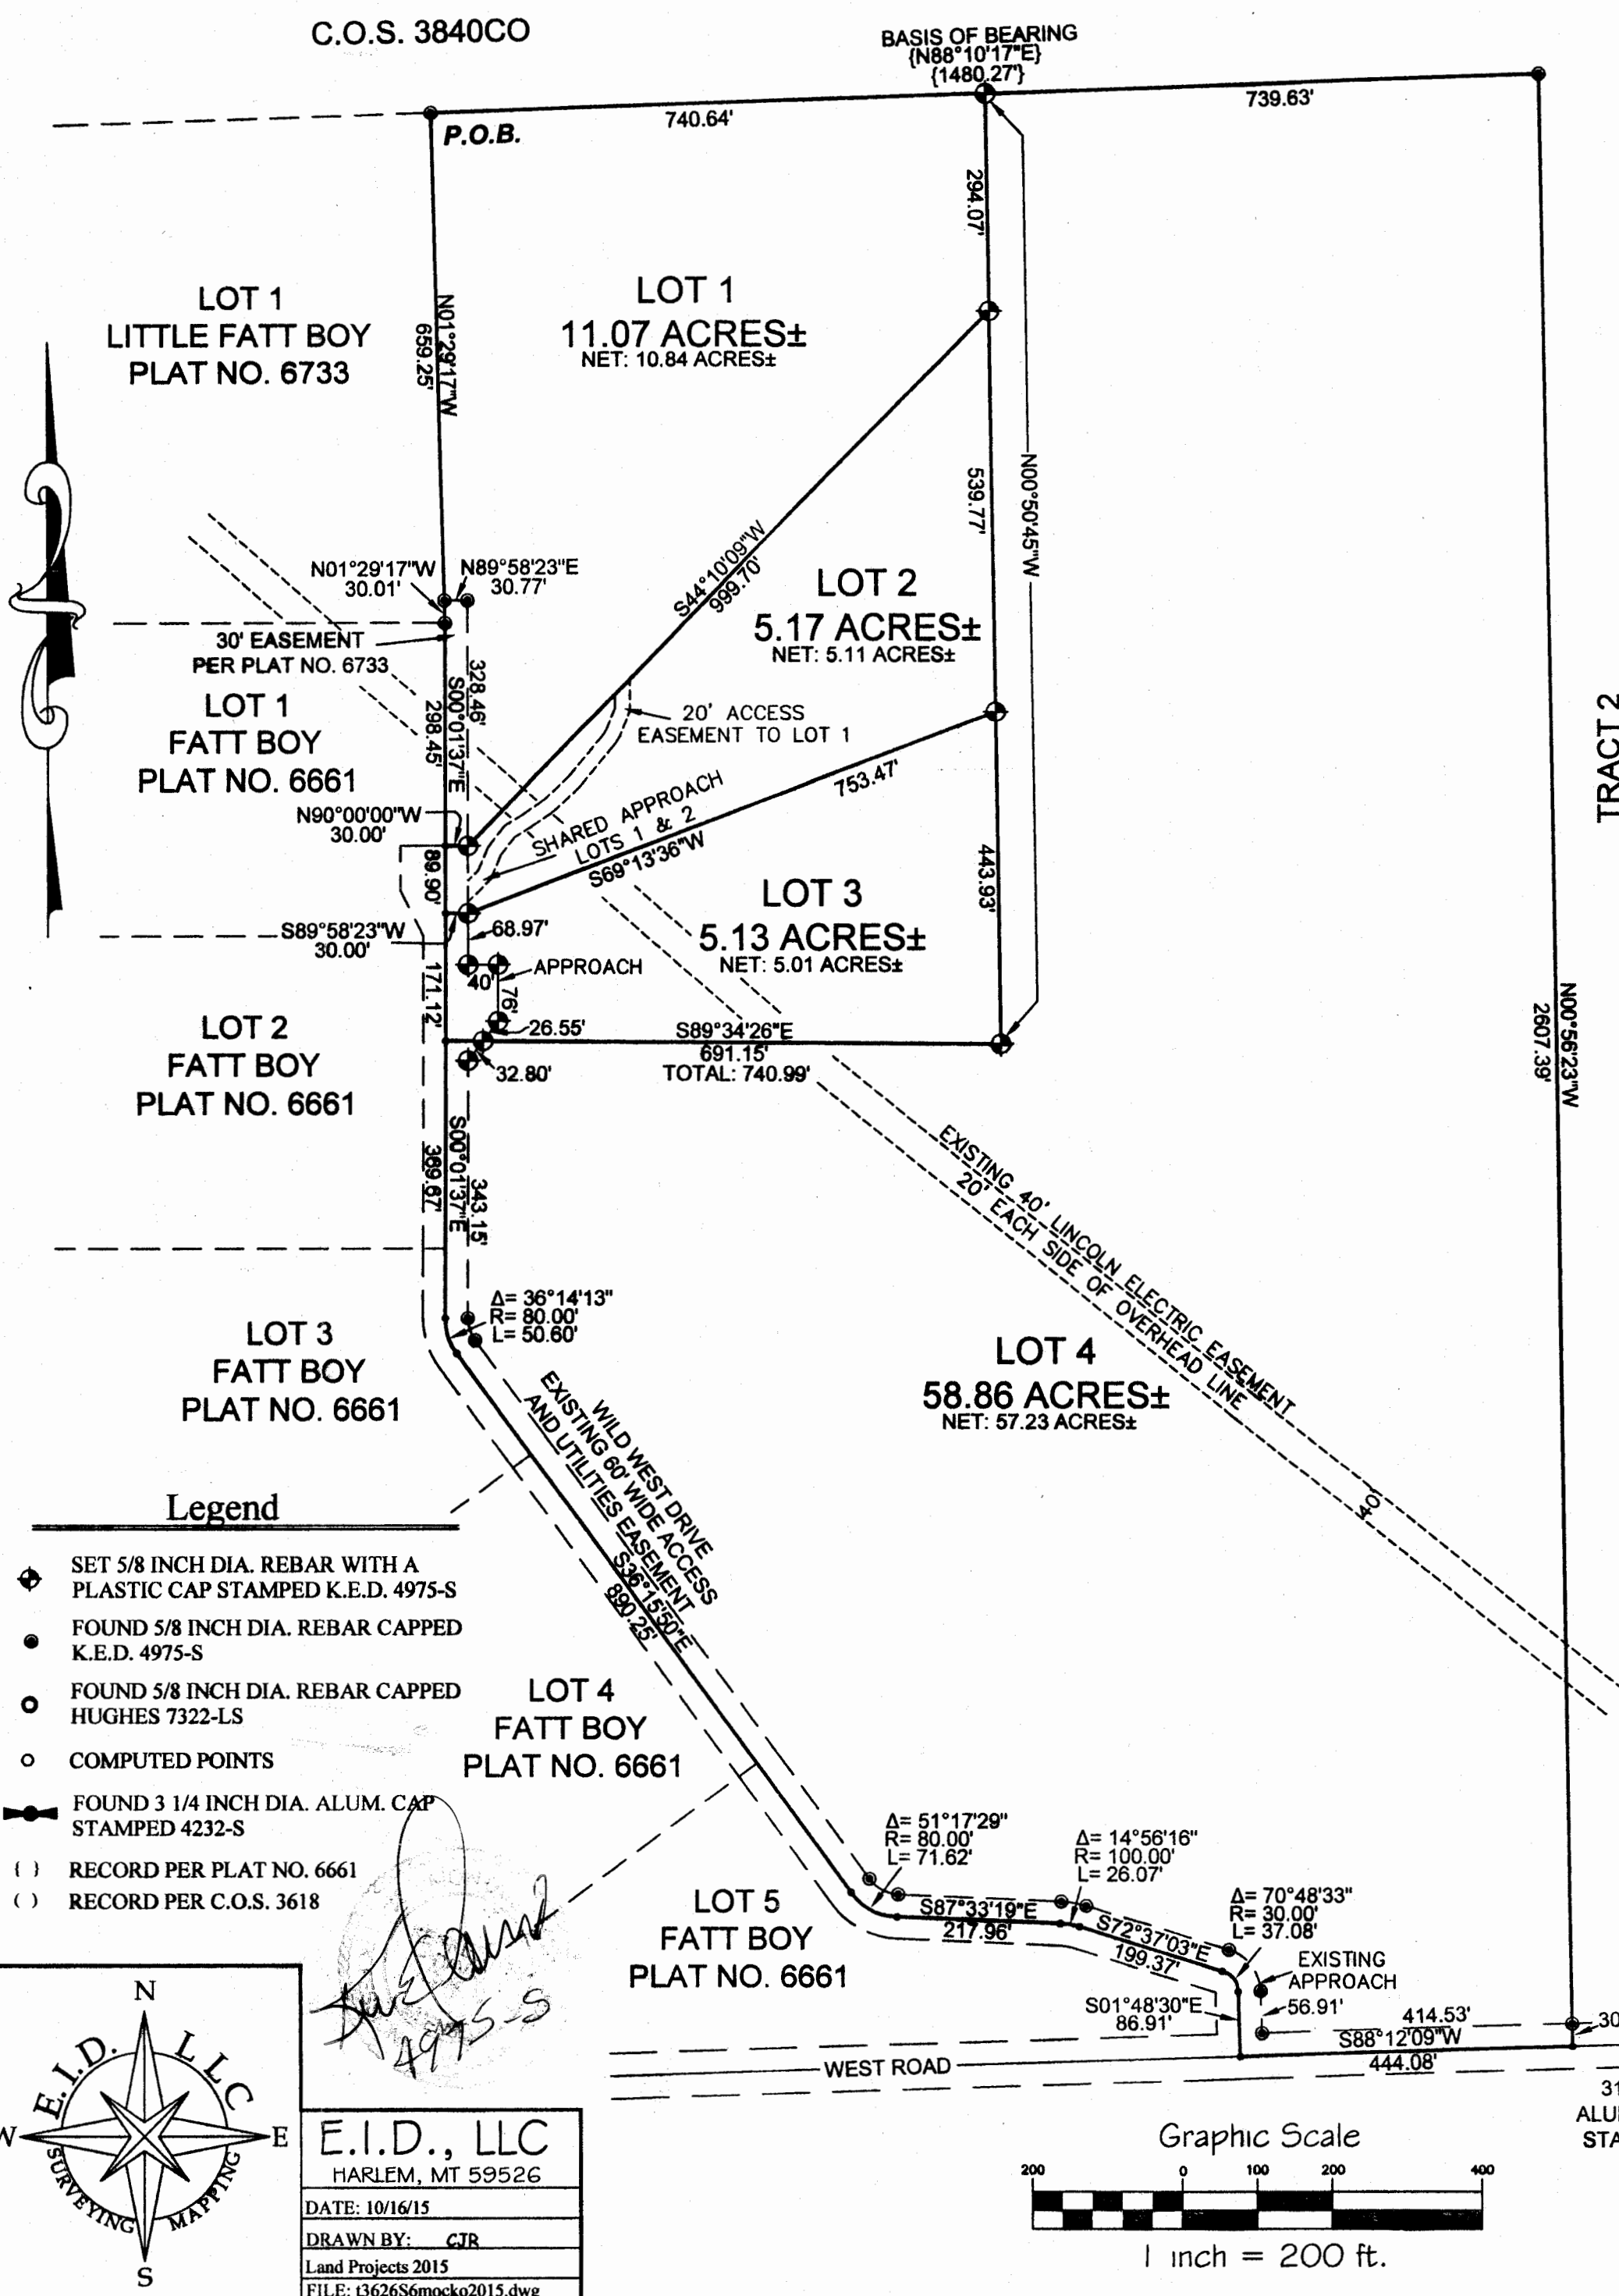 C.O.S. 3840CO
BASIS OF BEARING
{N88°10'17"E}
{1480.27'}
740.64'
739.63'
P.O.B.
294.07'
LOT 1
LITTLE FATT BOY
PLAT NO. 6733
N01°29'17"W
659.25'
LOT 1
11.07 ACRES±
NET: 10.84 ACRES±
539.77'
N00°50'45"W
S44°10'09"W
999.70'
N01°29'17"W
30.01'
N89°58'23"E
30.77'
LOT 2
5.17 ACRES±
NET: 5.11 ACRES±
30' EASEMENT
PER PLAT NO. 6733
328.46'
S00°01'37"E
298.45'
LOT 1
FATT BOY
PLAT NO. 6661
20' ACCESS
EASEMENT TO LOT 1
TRACT 2
753.47'
SHARED APPROACH
LOTS 1 & 2
S69°13'36"W
N90°00'00"W
30.00'
89.90'
443.93'
LOT 3
5.13 ACRES±
NET: 5.01 ACRES±
S89°58'23"W
30.00'
68.97'
APPROACH
40'
76'
171.12'
26.55'
32.80'
S89°34'26"E
691.15'
TOTAL: 740.99'
N00°56'23"W
2607.39'
LOT 2
FATT BOY
PLAT NO. 6661
S00°01'37"E
343.15'
389.67'
EXISTING 40' LINCOLN ELECTRIC EASEMENT
20' EACH SIDE OF OVERHEAD LINE
40'
Δ= 36°14'13"
R= 80.00'
L= 50.60'
LOT 3
FATT BOY
PLAT NO. 6661
LOT 4
58.86 ACRES±
NET: 57.23 ACRES±
WILD WEST DRIVE
EXISTING 60' WIDE ACCESS
AND UTILITIES EASEMENT
S36°15'50"E
890.25'
Legend
SET 5/8 INCH DIA. REBAR WITH A
PLASTIC CAP STAMPED K.E.D. 4975-S
FOUND 5/8 INCH DIA. REBAR CAPPED
K.E.D. 4975-S
FOUND 5/8 INCH DIA. REBAR CAPPED
HUGHES 7322-LS
COMPUTED POINTS
FOUND 3 1/4 INCH DIA. ALUM. CAP
STAMPED 4232-S
{ } RECORD PER PLAT NO. 6661
( ) RECORD PER C.O.S. 3618
LOT 4
FATT BOY
PLAT NO. 6661
Δ= 51°17'29"
R= 80.00'
L= 71.62'
Δ= 14°56'16"
R= 100.00'
L= 26.07'
Δ= 70°48'33"
R= 30.00'
L= 37.08'
LOT 5
FATT BOY
PLAT NO. 6661
S87°33'19"E
217.96'
S72°37'03"E
199.37'
EXISTING
APPROACH
S01°48'30"E
86.91'
56.91'
414.53'
S88°12'09"W
444.08'
30
WEST ROAD
4975-S
31
ALU
STA
N
E
S
W
E.I.D. LLC
SURVEYING MAPPING
E.I.D., LLC
HARLEM, MT 59526
DATE: 10/16/15
DRAWN BY: CJR
Land Projects 2015
FILE: t3626S6mocko2015.dwg
Graphic Scale
200 0 100 200 400
1 inch = 200 ft.